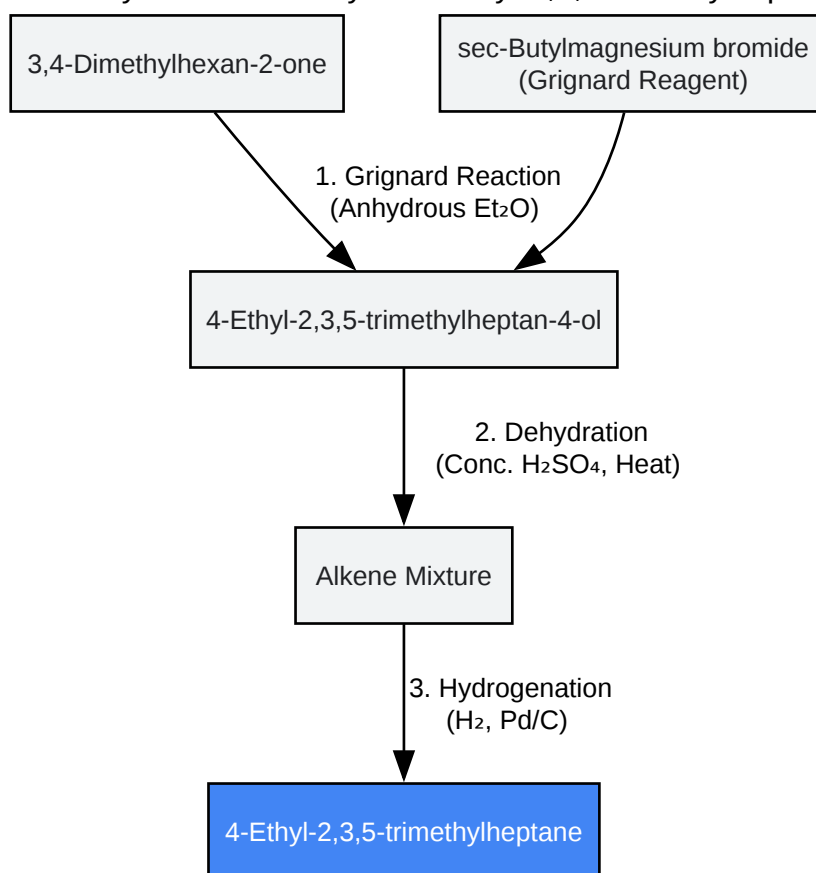 3,4-Dimethylhexan-2-one
sec-Butylmagnesium bromide
(Grignard Reagent)
1. Grignard Reaction
(Anhydrous Et₂O)
4-Ethyl-2,3,5-trimethylheptan-4-ol
2. Dehydration
(Conc. H₂SO₄, Heat)
Alkene Mixture
3. Hydrogenation
(H₂, Pd/C)
4-Ethyl-2,3,5-trimethylheptane